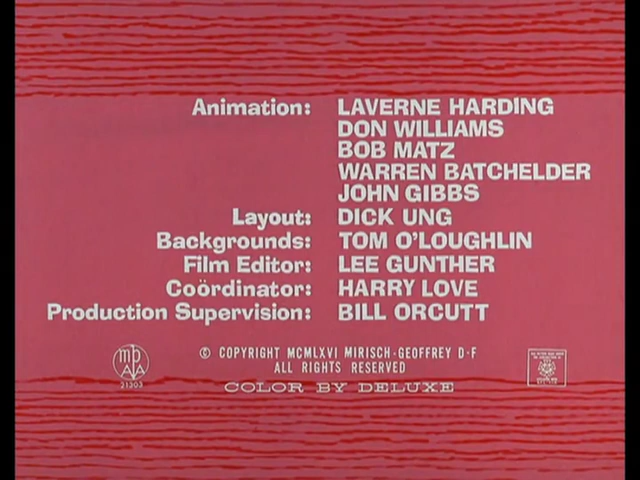 Animation: LAVERNE HARDING
DON WILLIAMS
BOB MATZ
WARREN BATCHELDER
JOHN GIBBS
Layout: DICK UNG
Backgrounds: TOM O'LOUGHLIN
Film Editor: LEE GUNTHER
Coördinator: HARRY LOVE
Production Supervision: BILL ORCUTT
© COPYRIGHT MCMLXVI MIRISCH-GEOFFREY D-F
ALL RIGHTS RESERVED
COLOR BY DELUXE
MPAA
21203